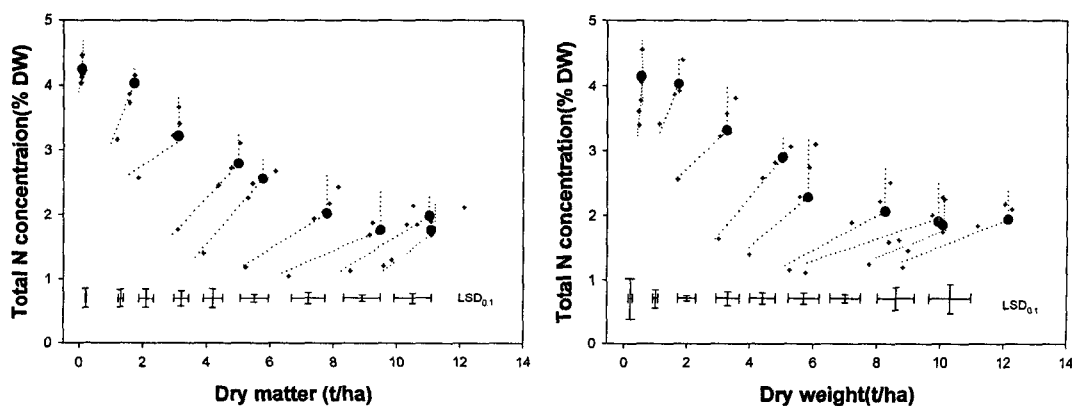 Total N concentraion(% DW)
5
4
3
2
1
0
LSD0.1
0 2 4 6 8 10 12 14
Dry matter (t/ha)
Total N concentration(% DW)
5
4
3
2
1
0
LSD0.1
0 2 4 6 8 10 12 14
Dry weight(t/ha)